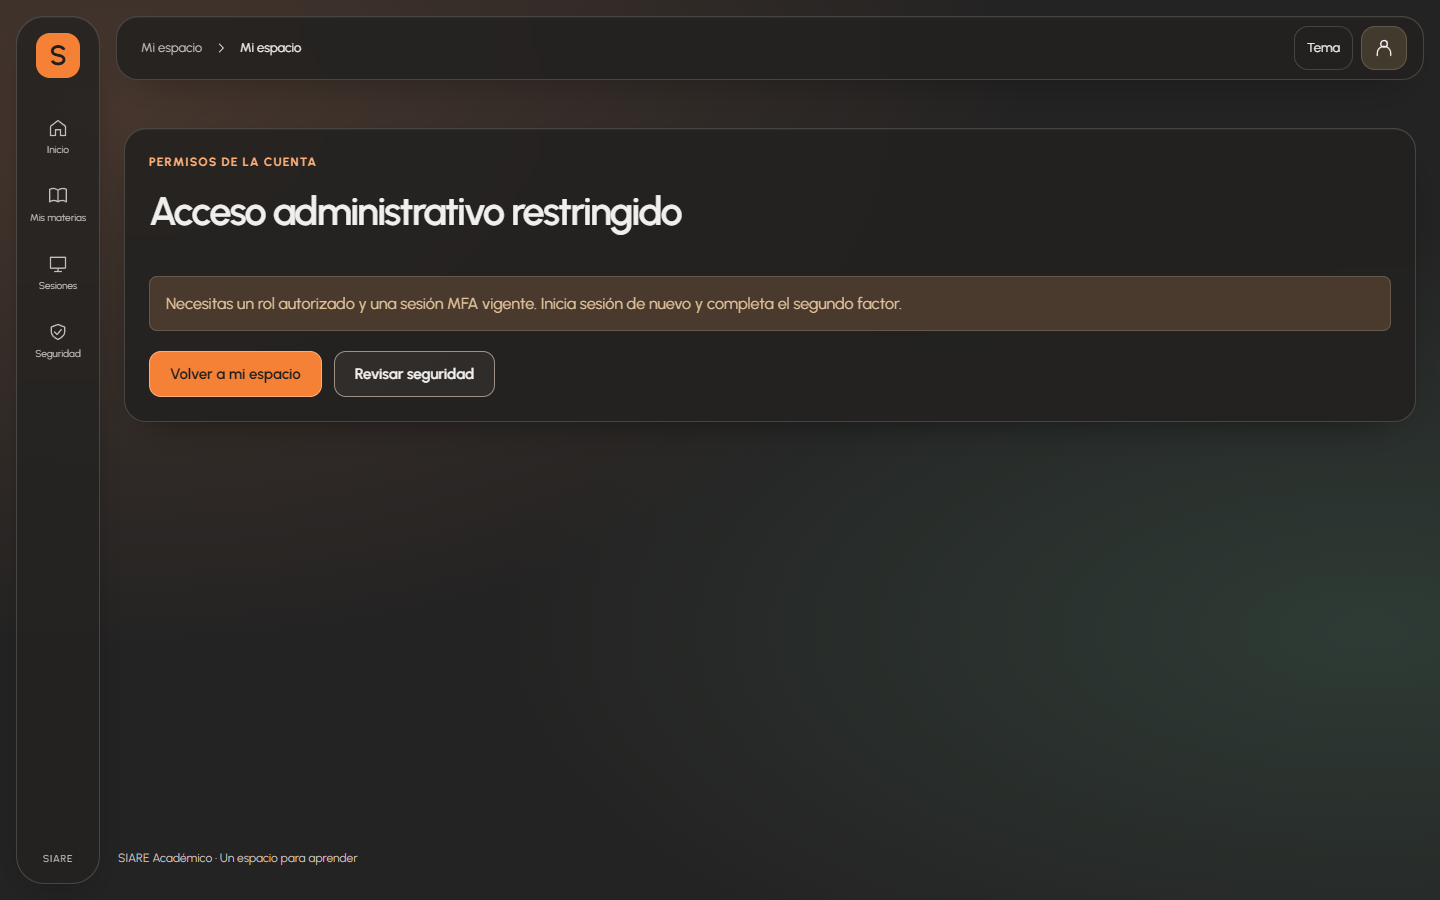 S
Inicio
Mis materias
Sesiones
Seguridad
SIARE
Mi espacio > Mi espacio
Tema
PERMISOS DE LA CUENTA
Acceso administrativo restringido
Necesitas un rol autorizado y una sesión MFA vigente. Inicia sesión de nuevo y completa el segundo factor.
Volver a mi espacio
Revisar seguridad
SIARE Académico · Un espacio para aprender